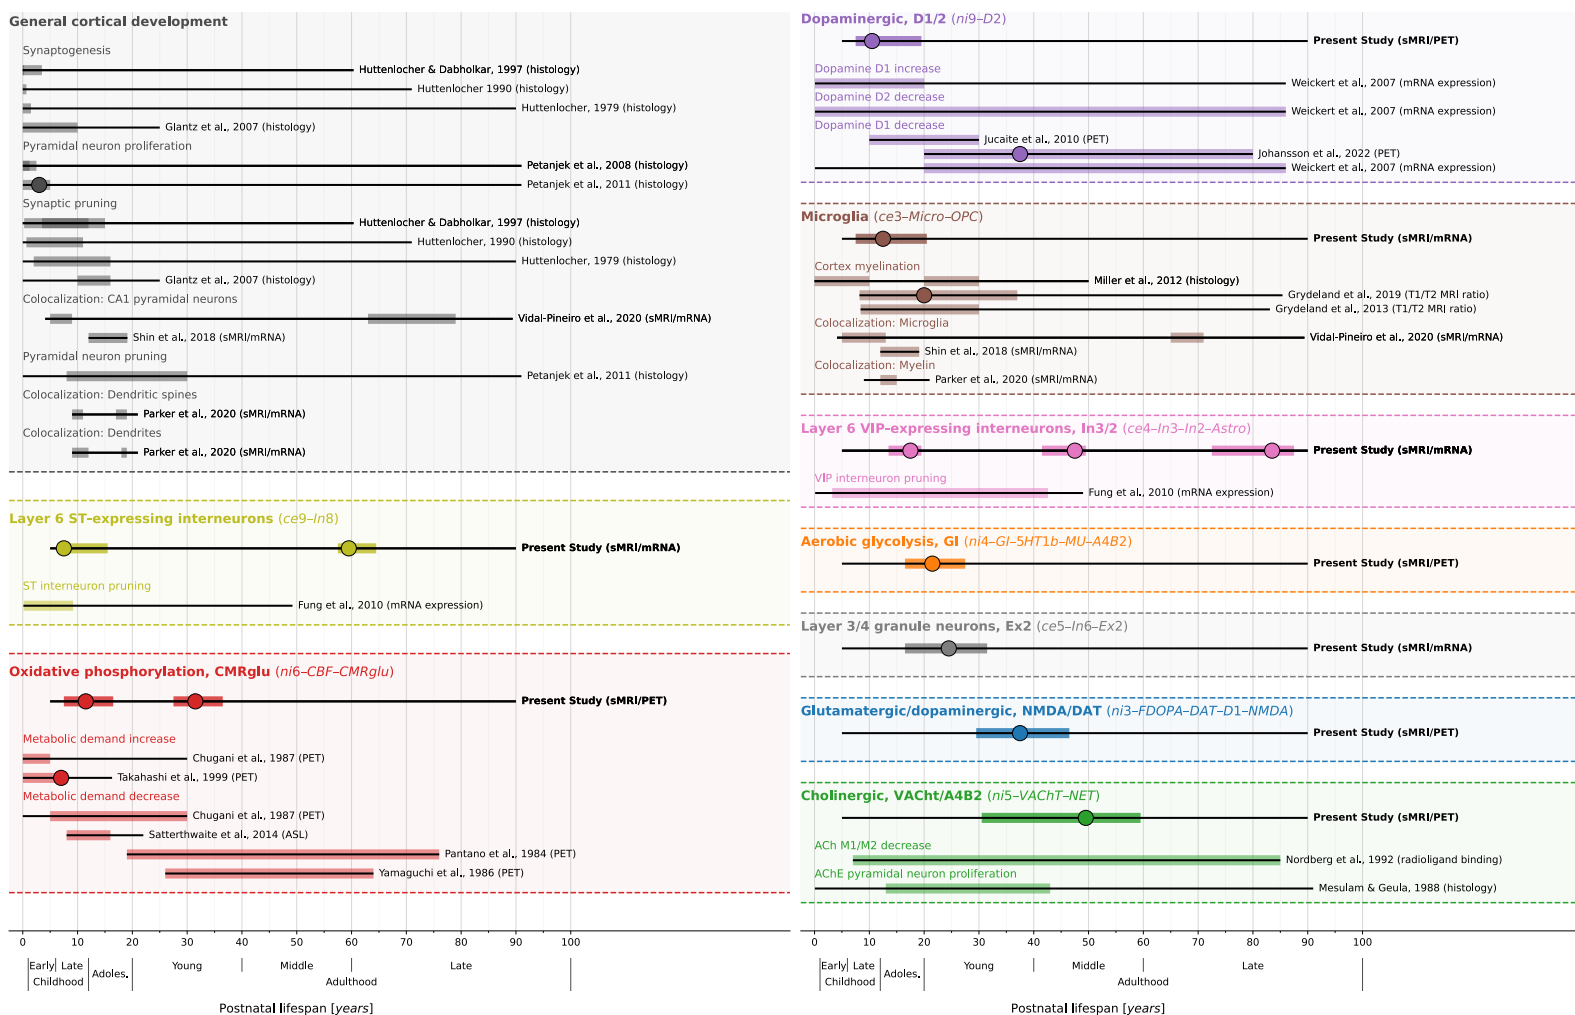 General cortical development
Synaptogenesis
Huttenlocher & Dabholkar, 1997 (histology)
Huttenlocher 1990 (histology)
Huttenlocher, 1979 (histology)
Glantz et al., 2007 (histology)
Pyramidal neuron proliferation
Petanjek et al., 2008 (histology)
Petanjek et al., 2011 (histology)
Synaptic pruning
Huttenlocher & Dabholkar, 1997 (histology)
Huttenlocher, 1990 (histology)
Huttenlocher, 1979 (histology)
Glantz et al., 2007 (histology)
Colocalization: CA1 pyramidal neurons
Vidal-Pineiro et al., 2020 (sMRI/mRNA)
Shin et al., 2018 (sMRI/mRNA)
Pyramidal neuron pruning
Petanjek et al., 2011 (histology)
Colocalization: Dendritic spines
Parker et al., 2020 (sMRI/mRNA)
Colocalization: Dendrites
Parker et al., 2020 (sMRI/mRNA)
Layer 6 ST-expressing interneurons (ce9–In8)
Present Study (sMRI/mRNA)
ST interneuron pruning
Fung et al., 2010 (mRNA expression)
Oxidative phosphorylation, CMRglu (ni6–CBF–CMRglu)
Present Study (sMRI/PET)
Metabolic demand increase
Chugani et al., 1987 (PET)
Takahashi et al., 1999 (PET)
Metabolic demand decrease
Chugani et al., 1987 (PET)
Satterthwaite et al., 2014 (ASL)
Pantano et al., 1984 (PET)
Yamaguchi et al., 1986 (PET)
0 10 20 30 40 50 60 70 80 90 100
Early Late Adoles. Young Middle Late
Childhood Adulthood
Postnatal lifespan [years]
Dopaminergic, D1/2 (ni9–D2)
Present Study (sMRI/PET)
Dopamine D1 increase
Weickert et al., 2007 (mRNA expression)
Dopamine D2 decrease
Weickert et al., 2007 (mRNA expression)
Dopamine D1 decrease
Jucaite et al., 2010 (PET)
Johansson et al., 2022 (PET)
Weickert et al., 2007 (mRNA expression)
Microglia (ce3–Micro–OPC)
Present Study (sMRI/mRNA)
Cortex myelination
Miller et al., 2012 (histology)
Grydeland et al., 2019 (T1/T2 MRI ratio)
Grydeland et al., 2013 (T1/T2 MRI ratio)
Colocalization: Microglia
Vidal-Pineiro et al., 2020 (sMRI/mRNA)
Shin et al., 2018 (sMRI/mRNA)
Colocalization: Myelin
Parker et al., 2020 (sMRI/mRNA)
Layer 6 VIP-expressing interneurons, In3/2 (ce4–In3–In2–Astro)
Present Study (sMRI/mRNA)
VIP interneuron pruning
Fung et al., 2010 (mRNA expression)
Aerobic glycolysis, GI (ni4–GI–5HT1b–MU–A4B2)
Present Study (sMRI/PET)
Layer 3/4 granule neurons, Ex2 (ce5–In6–Ex2)
Present Study (sMRI/mRNA)
Glutamatergic/dopaminergic, NMDA/DAT (ni3–FDOPA–DAT–D1–NMDA)
Present Study (sMRI/PET)
Cholinergic, VACht/A4B2 (ni5–VAChT–NET)
Present Study (sMRI/PET)
ACh M1/M2 decrease
Nordberg et al., 1992 (radioligand binding)
AChE pyramidal neuron proliferation
Mesulam & Geula, 1988 (histology)
0 10 20 30 40 50 60 70 80 90 100
Early Late Adoles. Young Middle Late
Childhood Adulthood
Postnatal lifespan [years]